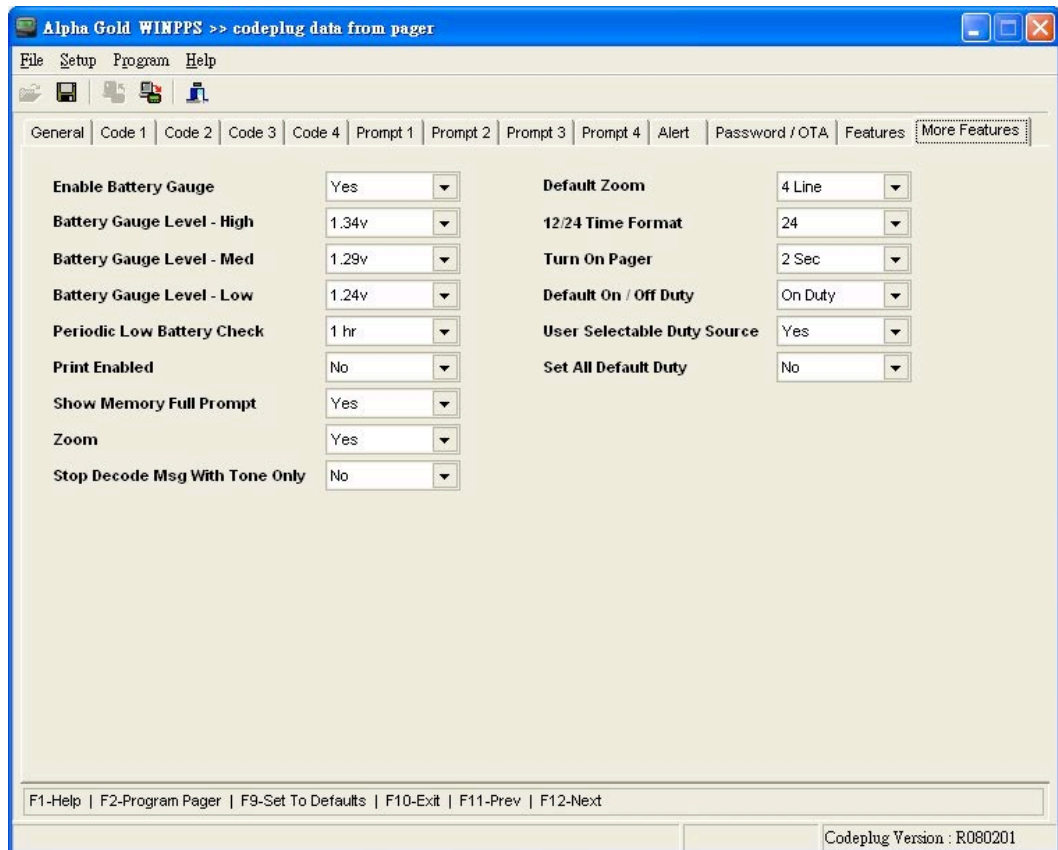 Alpha Gold WINPPS >> codeplug data from pager
File Setup Program Help
General Code 1 Code 2 Code 3 Code 4 Prompt 1 Prompt 2 Prompt 3 Prompt 4 Alert Password / OTA Features More Features
Enable Battery Gauge Yes
Battery Gauge Level - High 1.34v
Battery Gauge Level - Med 1.29v
Battery Gauge Level - Low 1.24v
Periodic Low Battery Check 1 hr
Print Enabled No
Show Memory Full Prompt Yes
Zoom Yes
Stop Decode Msg With Tone Only No
Default Zoom 4 Line
12/24 Time Format 24
Turn On Pager 2 Sec
Default On / Off Duty On Duty
User Selectable Duty Source Yes
Set All Default Duty No
F1-Help | F2-Program Pager | F9-Set To Defaults | F10-Exit | F11-Prev | F12-Next
Codeplug Version : R080201